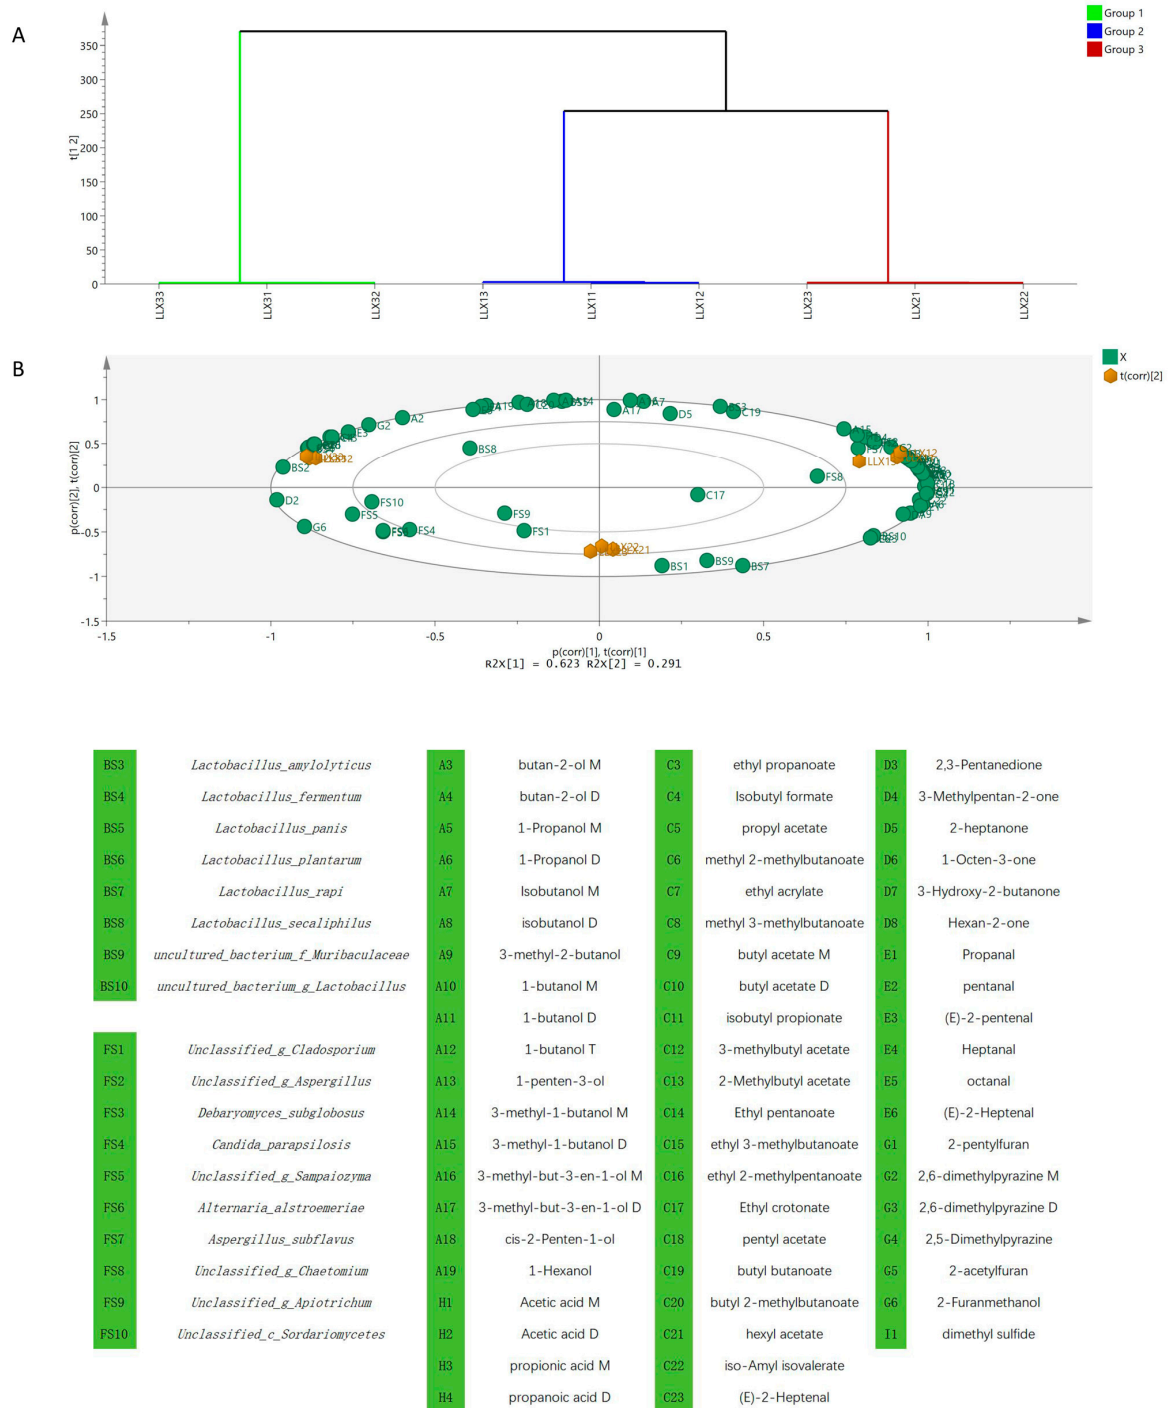 A
Group 1
Group 2
Group 3
350
300
250
200
150
100
50
0
t[1 2]
LLX33
LLX31
LLX32
LLX13
LLX11
LLX12
LLX23
LLX21
LLX22
B
X
t(corr)[2]
1
0.5
0
-0.5
-1
-1.5
p(corr)[2], t(corr)[2]
A2
G2
E3
BS2
D2
G6
BS8
FS10
FS5
FS4
FS9
FS1
A17
A7
D5
BS3
C19
A15
FS8
C17
BS1
BS9
BS7
BS10
A9
A6
-1.5
-1
-0.5
0
0.5
1
p(corr)[1], t(corr)[1]
R2X[1] = 0.623 R2X[2] = 0.291
BS3 Lactobacillus_amylolyticus A3 butan-2-ol M C3 ethyl propanoate D3 2,3-Pentanedione
BS4 Lactobacillus_fermentum A4 butan-2-ol D C4 Isobutyl formate D4 3-Methylpentan-2-one
BS5 Lactobacillus_panis A5 1-Propanol M C5 propyl acetate D5 2-heptanone
BS6 Lactobacillus_plantarum A6 1-Propanol D C6 methyl 2-methylbutanoate D6 1-Octen-3-one
BS7 Lactobacillus_rapi A7 Isobutanol M C7 ethyl acrylate D7 3-Hydroxy-2-butanone
BS8 Lactobacillus_secaliphilus A8 isobutanol D C8 methyl 3-methylbutanoate D8 Hexan-2-one
BS9 uncultured_bacterium_f_Muribaculaceae A9 3-methyl-2-butanol C9 butyl acetate M E1 Propanal
BS10 uncultured_bacterium_g_Lactobacillus A10 1-butanol M C10 butyl acetate D E2 pentanal
A11 1-butanol D C11 isobutyl propionate E3 (E)-2-pentenal
FS1 Unclassified_g_Cladosporium A12 1-butanol T C12 3-methylbutyl acetate E4 Heptanal
FS2 Unclassified_g_Aspergillus A13 1-penten-3-ol C13 2-Methylbutyl acetate E5 octanal
FS3 Debaryomyces_subglobosus A14 3-methyl-1-butanol M C14 Ethyl pentanoate E6 (E)-2-Heptenal
FS4 Candida_parapsilosis A15 3-methyl-1-butanol D C15 ethyl 3-methylbutanoate G1 2-pentylfuran
FS5 Unclassified_g_Sampaiozyma A16 3-methyl-but-3-en-1-ol M C16 ethyl 2-methylpentanoate G2 2,6-dimethylpyrazine M
FS6 Alternaria_alstroemeriae A17 3-methyl-but-3-en-1-ol D C17 Ethyl crotonate G3 2,6-dimethylpyrazine D
FS7 Aspergillus_subflavus A18 cis-2-Penten-1-ol C18 pentyl acetate G4 2,5-Dimethylpyrazine
FS8 Unclassified_g_Chaetomium A19 1-Hexanol C19 butyl butanoate G5 2-acetylfuran
FS9 Unclassified_g_Apiotrichum H1 Acetic acid M C20 butyl 2-methylbutanoate G6 2-Furanmethanol
FS10 Unclassified_c_Sordariomycetes H2 Acetic acid D C21 hexyl acetate I1 dimethyl sulfide
H3 propionic acid M C22 iso-Amyl isovalerate
H4 propanoic acid D C23 (E)-2-Heptenal